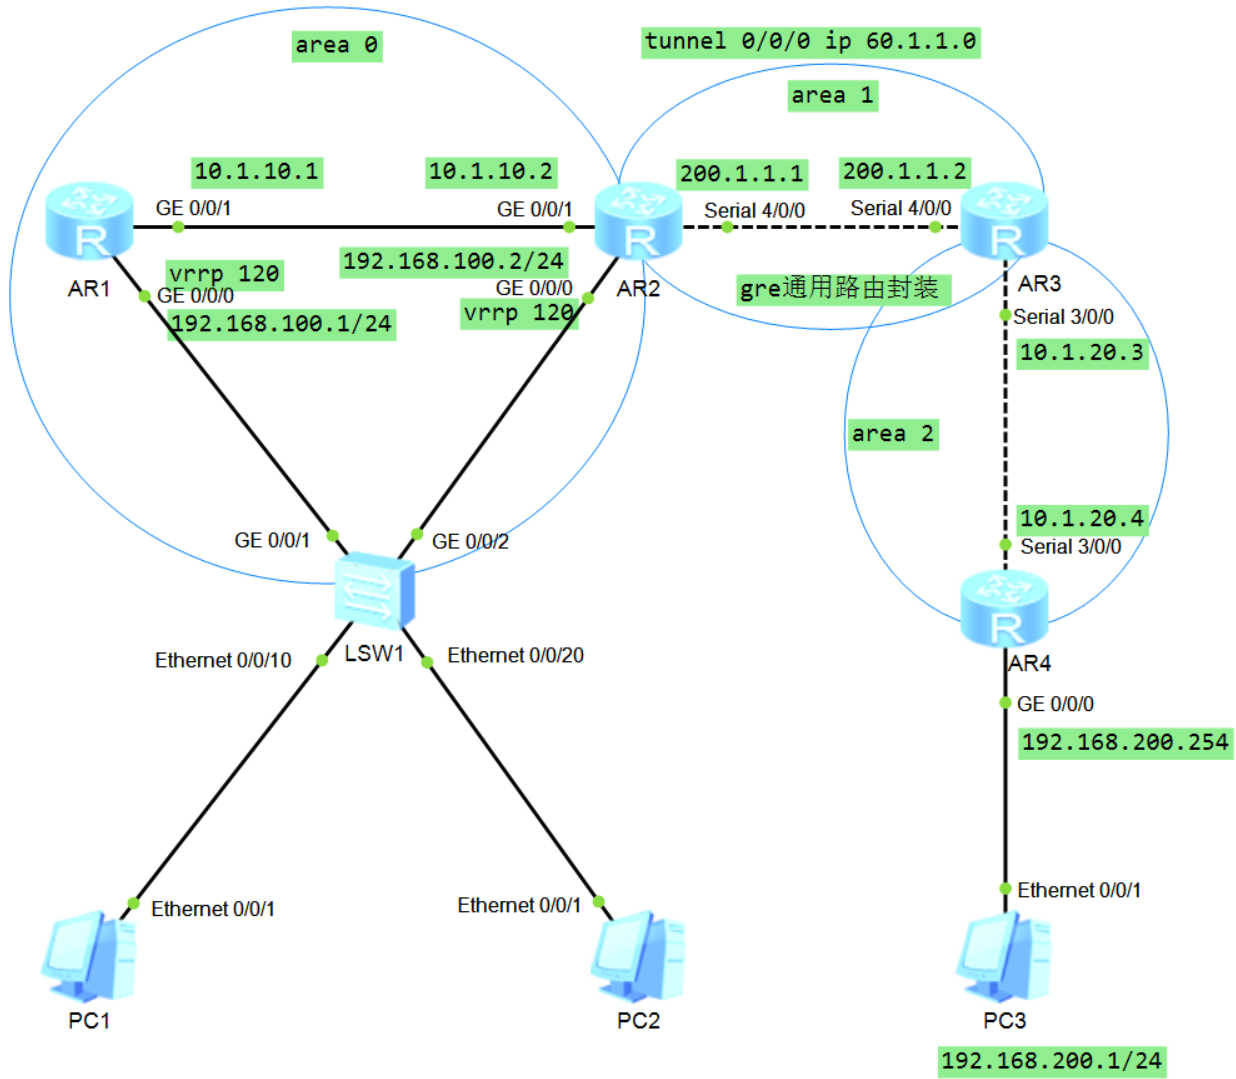 tunnel 0/0/0 ip 60.1.1.0
area 0
area 1
10.1.10.1
10.1.10.2
200.1.1.1
200.1.1.2
GE 0/0/1
GE 0/0/1
Serial 4/0/0
Serial 4/0/0
R
R
R
192.168.100.2/24
vrrp 120
AR1
GE 0/0/0
GE 0/0/0
AR2
gre通用路由封装
AR3
192.168.100.1/24
vrrp 120
Serial 3/0/0
10.1.20.3
area 2
10.1.20.4
GE 0/0/1
GE 0/0/2
Serial 3/0/0
R
LSW1
Ethernet 0/0/10
Ethernet 0/0/20
AR4
GE 0/0/0
192.168.200.254
Ethernet 0/0/1
Ethernet 0/0/1
Ethernet 0/0/1
PC1
PC2
PC3
192.168.200.1/24